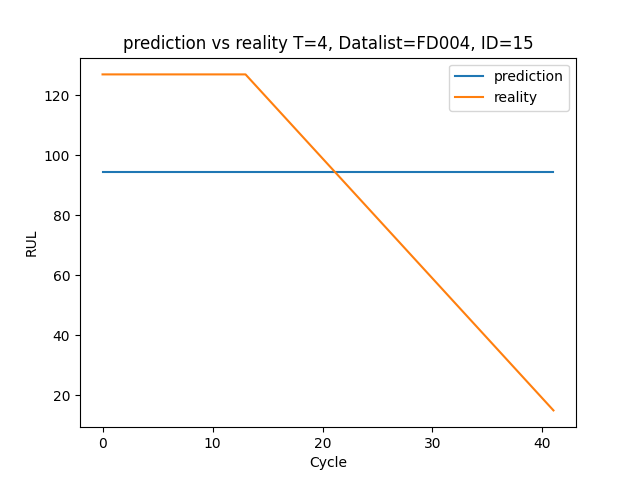 prediction vs reality T=4, Datalist=FD004, ID=15
prediction
reality
RUL
120
100
80
60
40
20
0 10 20 30 40
Cycle